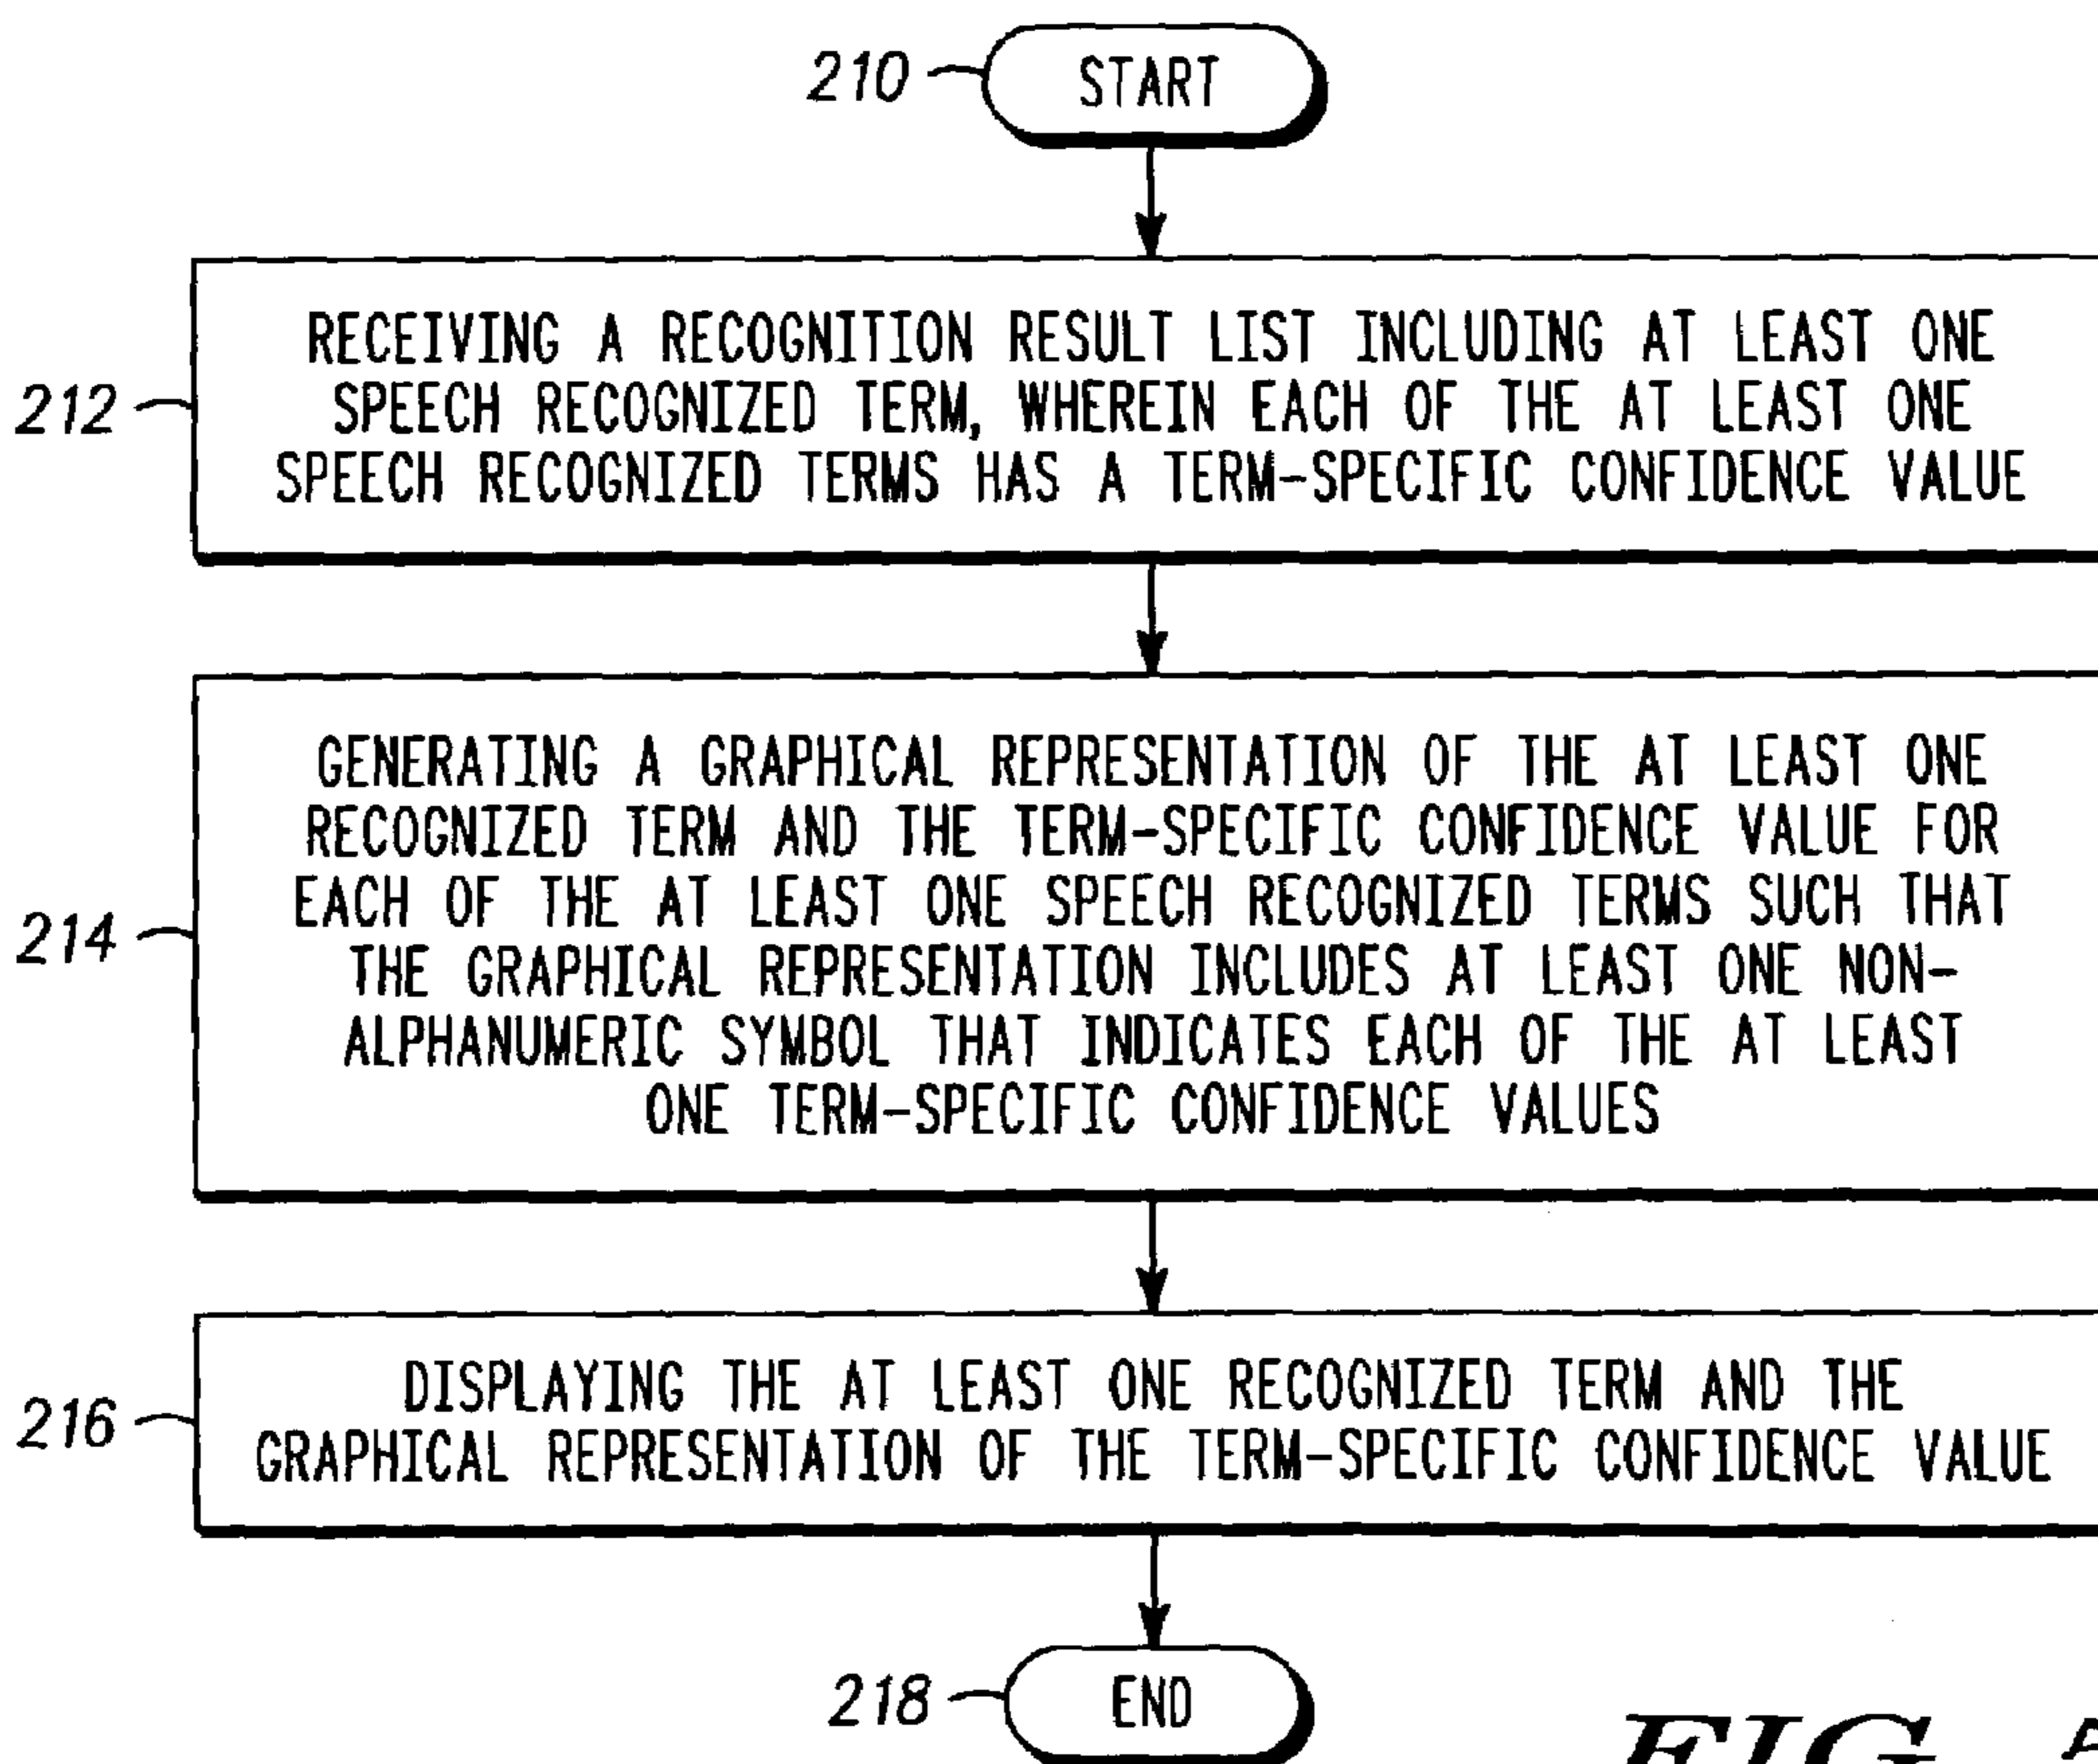 210
START
212
RECEIVING A RECOGNITION RESULT LIST INCLUDING AT LEAST ONE
SPEECH RECOGNIZED TERM, WHEREIN EACH OF THE AT LEAST ONE
SPEECH RECOGNIZED TERMS HAS A TERM-SPECIFIC CONFIDENCE VALUE
214
GENERATING A GRAPHICAL REPRESENTATION OF THE AT LEAST ONE
RECOGNIZED TERM AND THE TERM-SPECIFIC CONFIDENCE VALUE FOR
EACH OF THE AT LEAST ONE SPEECH RECOGNIZED TERMS SUCH THAT
THE GRAPHICAL REPRESENTATION INCLUDES AT LEAST ONE NON-
ALPHANUMERIC SYMBOL THAT INDICATES EACH OF THE AT LEAST
ONE TERM-SPECIFIC CONFIDENCE VALUES
216
DISPLAYING THE AT LEAST ONE RECOGNIZED TERM AND THE
GRAPHICAL REPRESENTATION OF THE TERM-SPECIFIC CONFIDENCE VALUE
218
END
FIG.